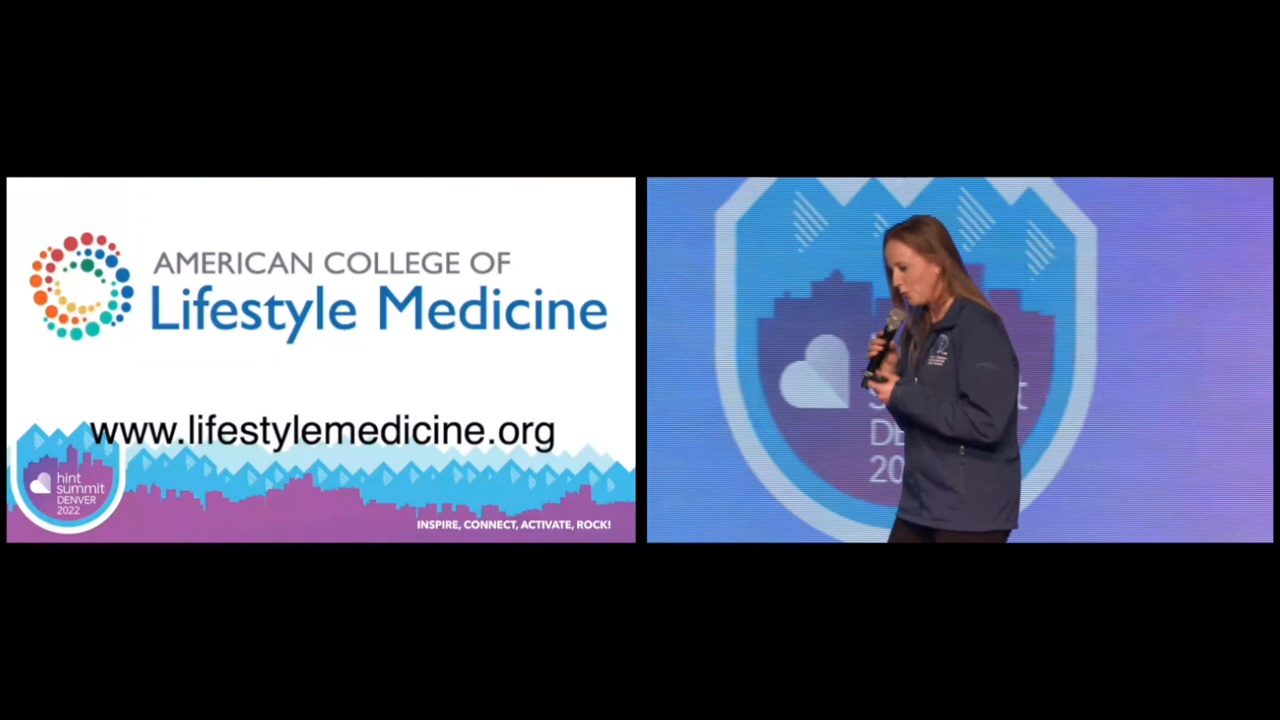 AMERICAN COLLEGE OF
Lifestyle Medicine
www.lifestylemedicine.org
hint
summit
DENVER
2022
INSPIRE, CONNECT, ACTIVATE, ROCK!